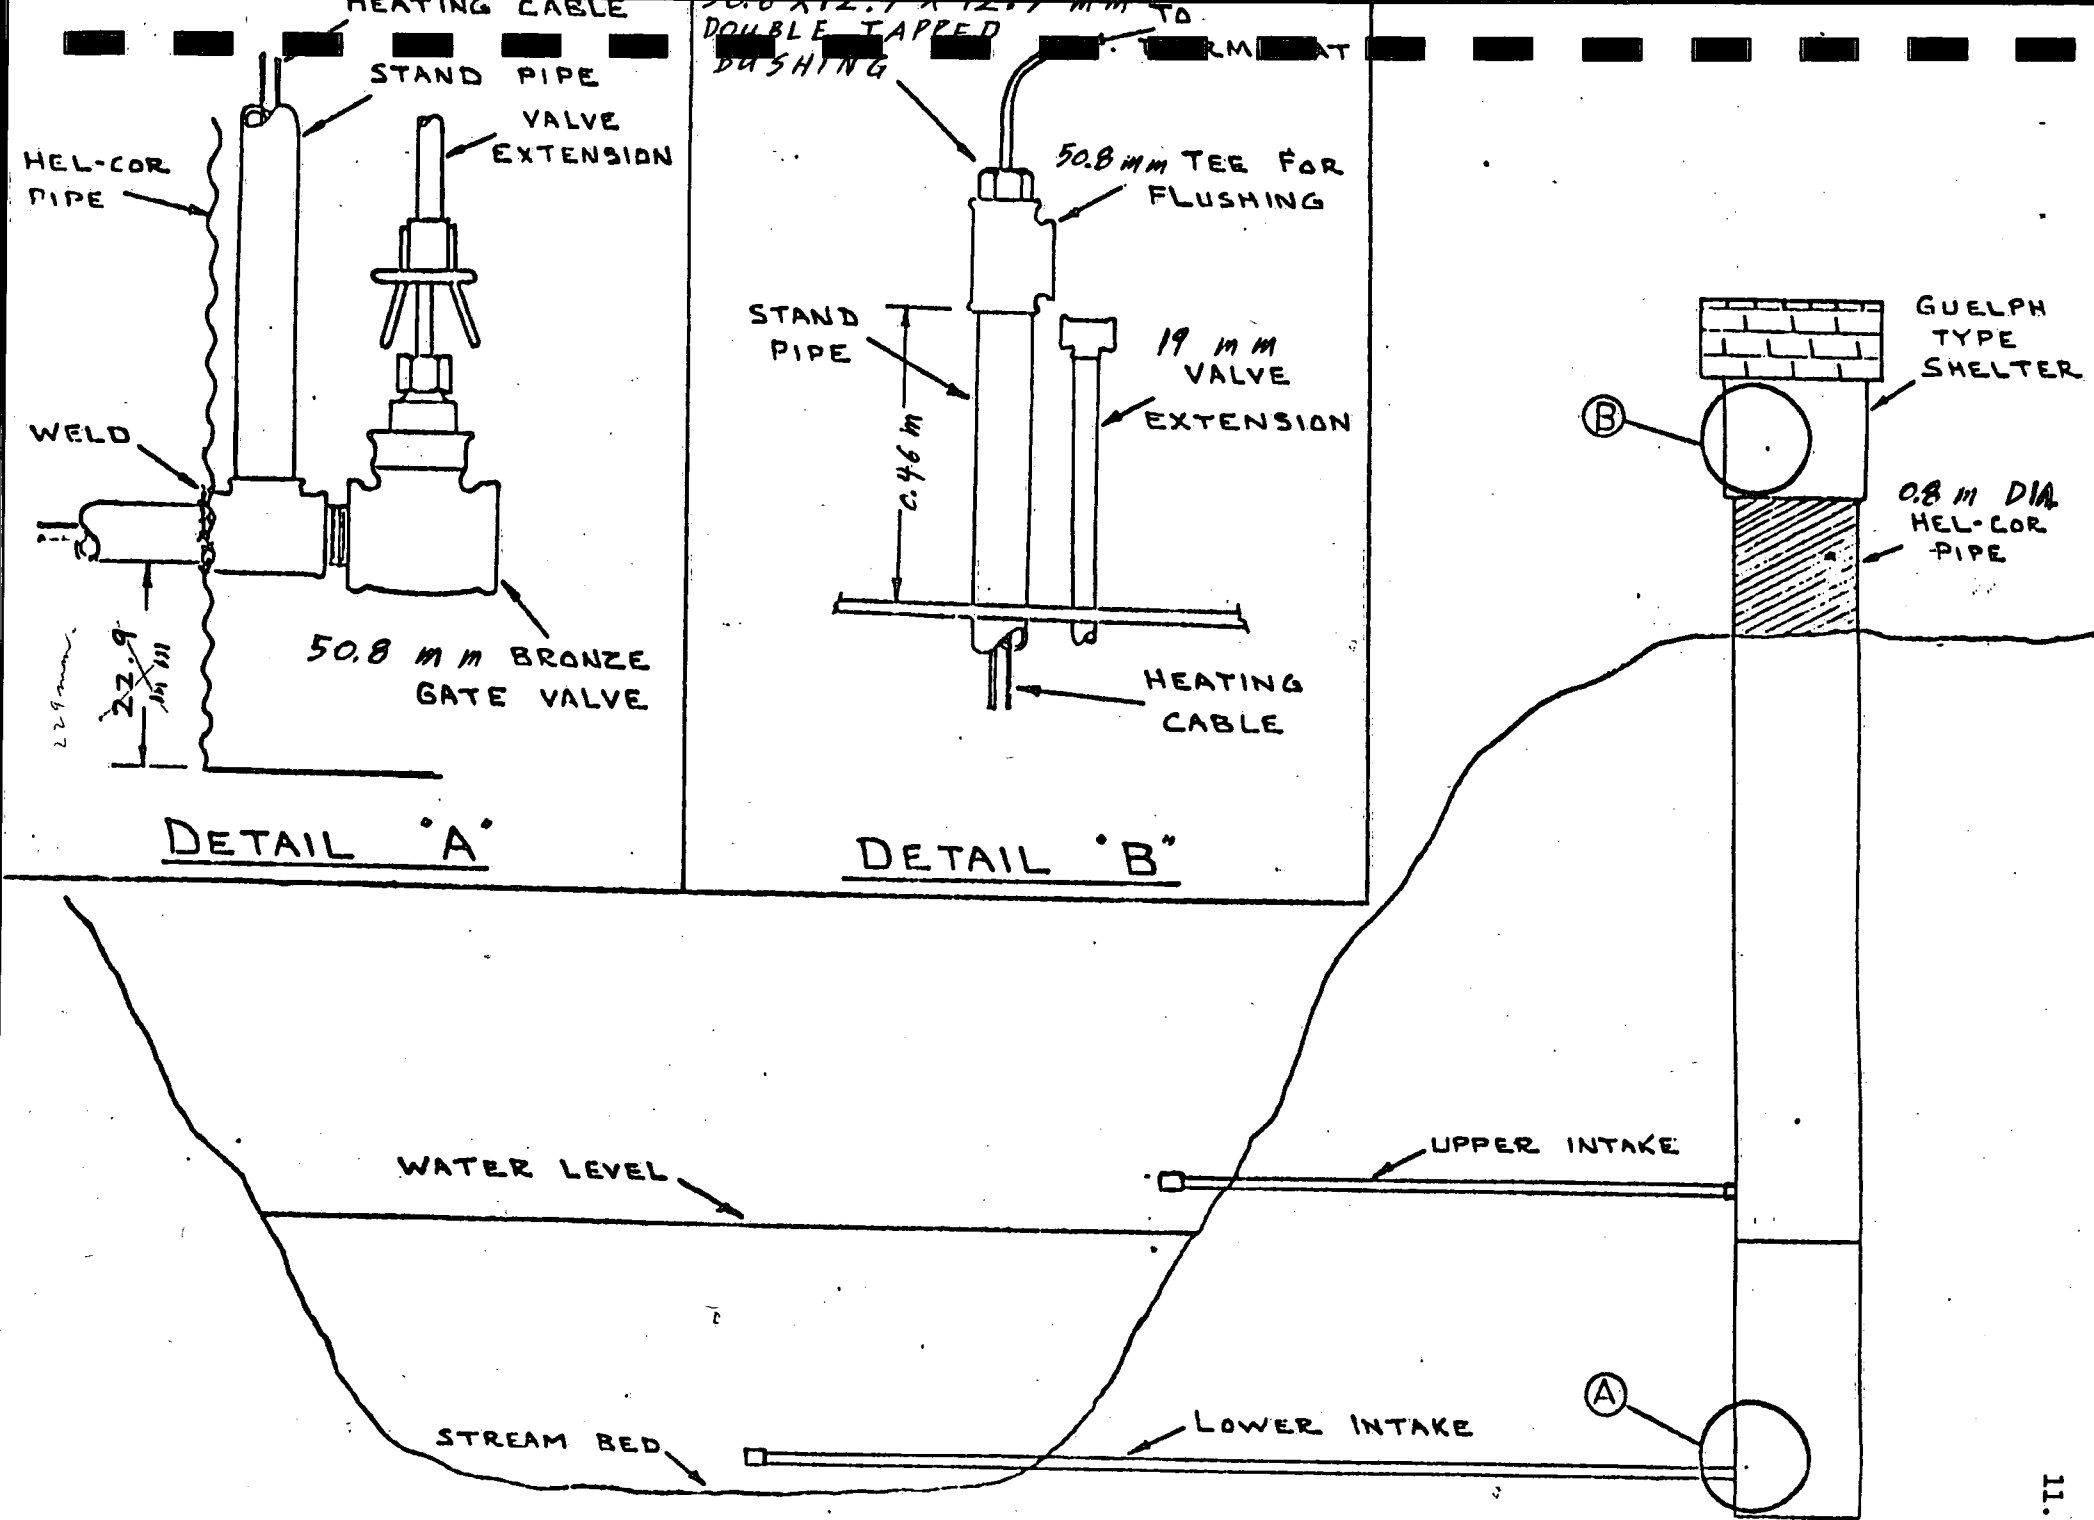 HEATING CABLE
STAND PIPE
VALVE
EXTENSION
HEL-COR
PIPE
WELD
22.9
mm
229 mm
50.8 mm BRONZE
GATE VALVE
DETAIL "A"
DOUBLE TAPPED
BUSHING
TO
50.8 mm TEE FOR
FLUSHING
STAND
PIPE
0.46 m
19 mm
VALVE
EXTENSION
HEATING
CABLE
DETAIL "B"
GUELPH
TYPE
SHELTER
B
0.8 m DIA
HEL-COR
PIPE
WATER LEVEL
UPPER INTAKE
STREAM BED
LOWER INTAKE
A
11.